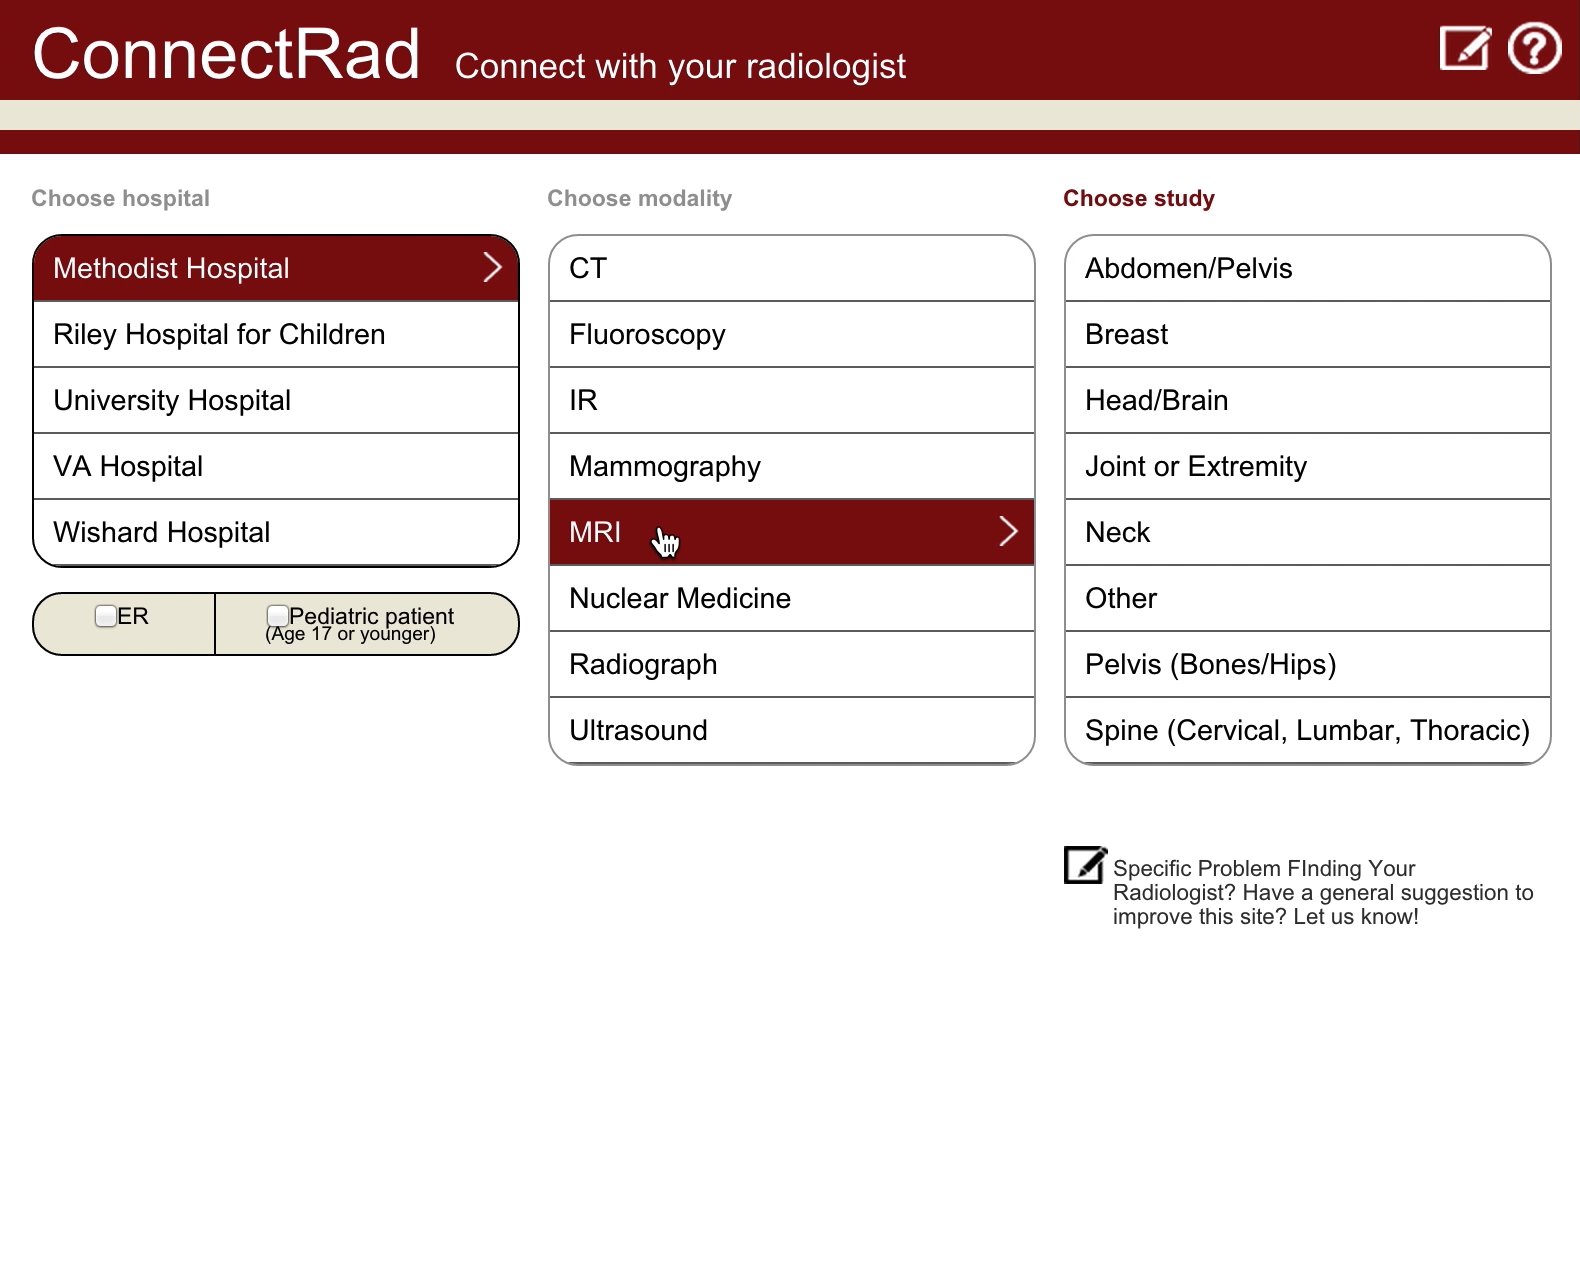 ConnectRad Connect with your radiologist
Choose hospital
Methodist Hospital
Riley Hospital for Children
University Hospital
VA Hospital
Wishard Hospital
ER
Pediatric patient
(Age 17 or younger)
Choose modality
CT
Fluoroscopy
IR
Mammography
MRI
Nuclear Medicine
Radiograph
Ultrasound
Choose study
Abdomen/Pelvis
Breast
Head/Brain
Joint or Extremity
Neck
Other
Pelvis (Bones/Hips)
Spine (Cervical, Lumbar, Thoracic)
Specific Problem FInding Your
Radiologist? Have a general suggestion to
improve this site? Let us know!